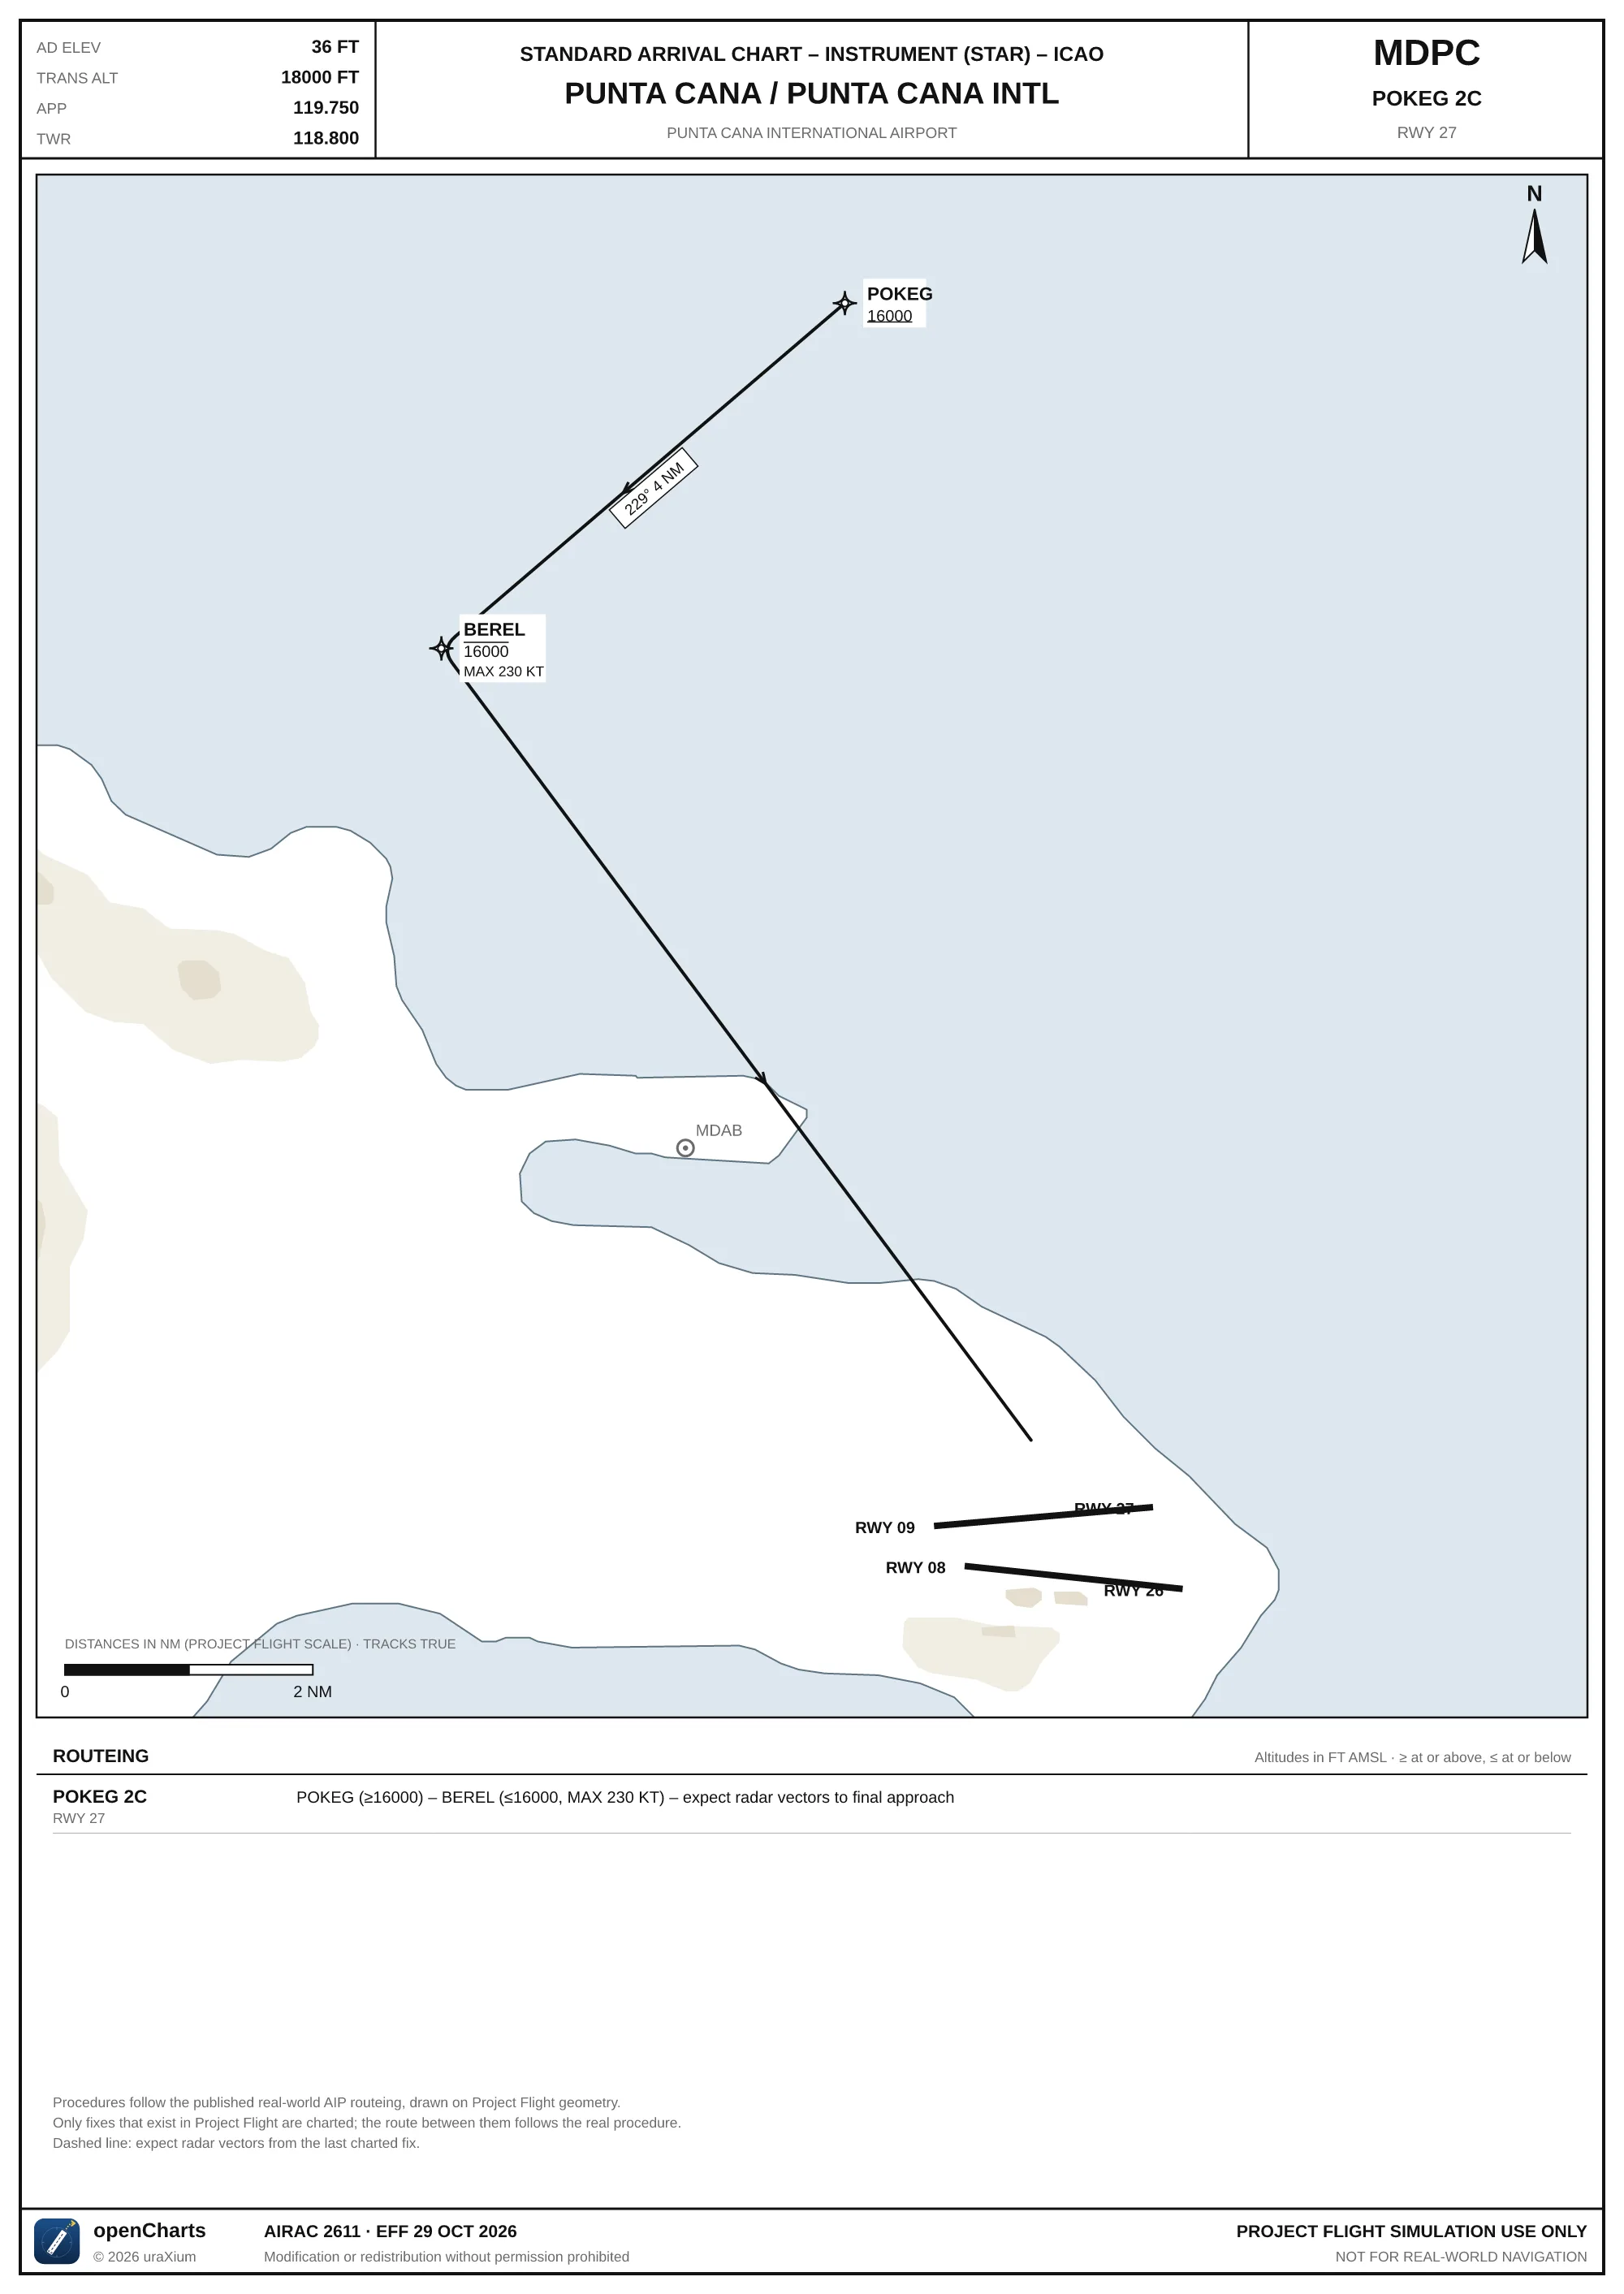 AD ELEV 36 FT
TRANS ALT 18000 FT
APP 119.750
TWR 118.800
STANDARD ARRIVAL CHART – INSTRUMENT (STAR) – ICAO
PUNTA CANA / PUNTA CANA INTL
PUNTA CANA INTERNATIONAL AIRPORT
MDPC
POKEG 2C
RWY 27
N
POKEG
16000
229° 4 NM
BEREL
16000
MAX 230 KT
MDAB
RWY 27
RWY 09
RWY 08
RWY 26
DISTANCES IN NM (PROJECT FLIGHT SCALE) · TRACKS TRUE
0 2 NM
ROUTEING
Altitudes in FT AMSL · ≥ at or above, ≤ at or below
POKEG 2C
POKEG (≥16000) – BEREL (≤16000, MAX 230 KT) – expect radar vectors to final approach
RWY 27
Procedures follow the published real-world AIP routeing, drawn on Project Flight geometry.
Only fixes that exist in Project Flight are charted; the route between them follows the real procedure.
Dashed line: expect radar vectors from the last charted fix.
openCharts
© 2026 uraXium
AIRAC 2611 · EFF 29 OCT 2026
Modification or redistribution without permission prohibited
PROJECT FLIGHT SIMULATION USE ONLY
NOT FOR REAL-WORLD NAVIGATION